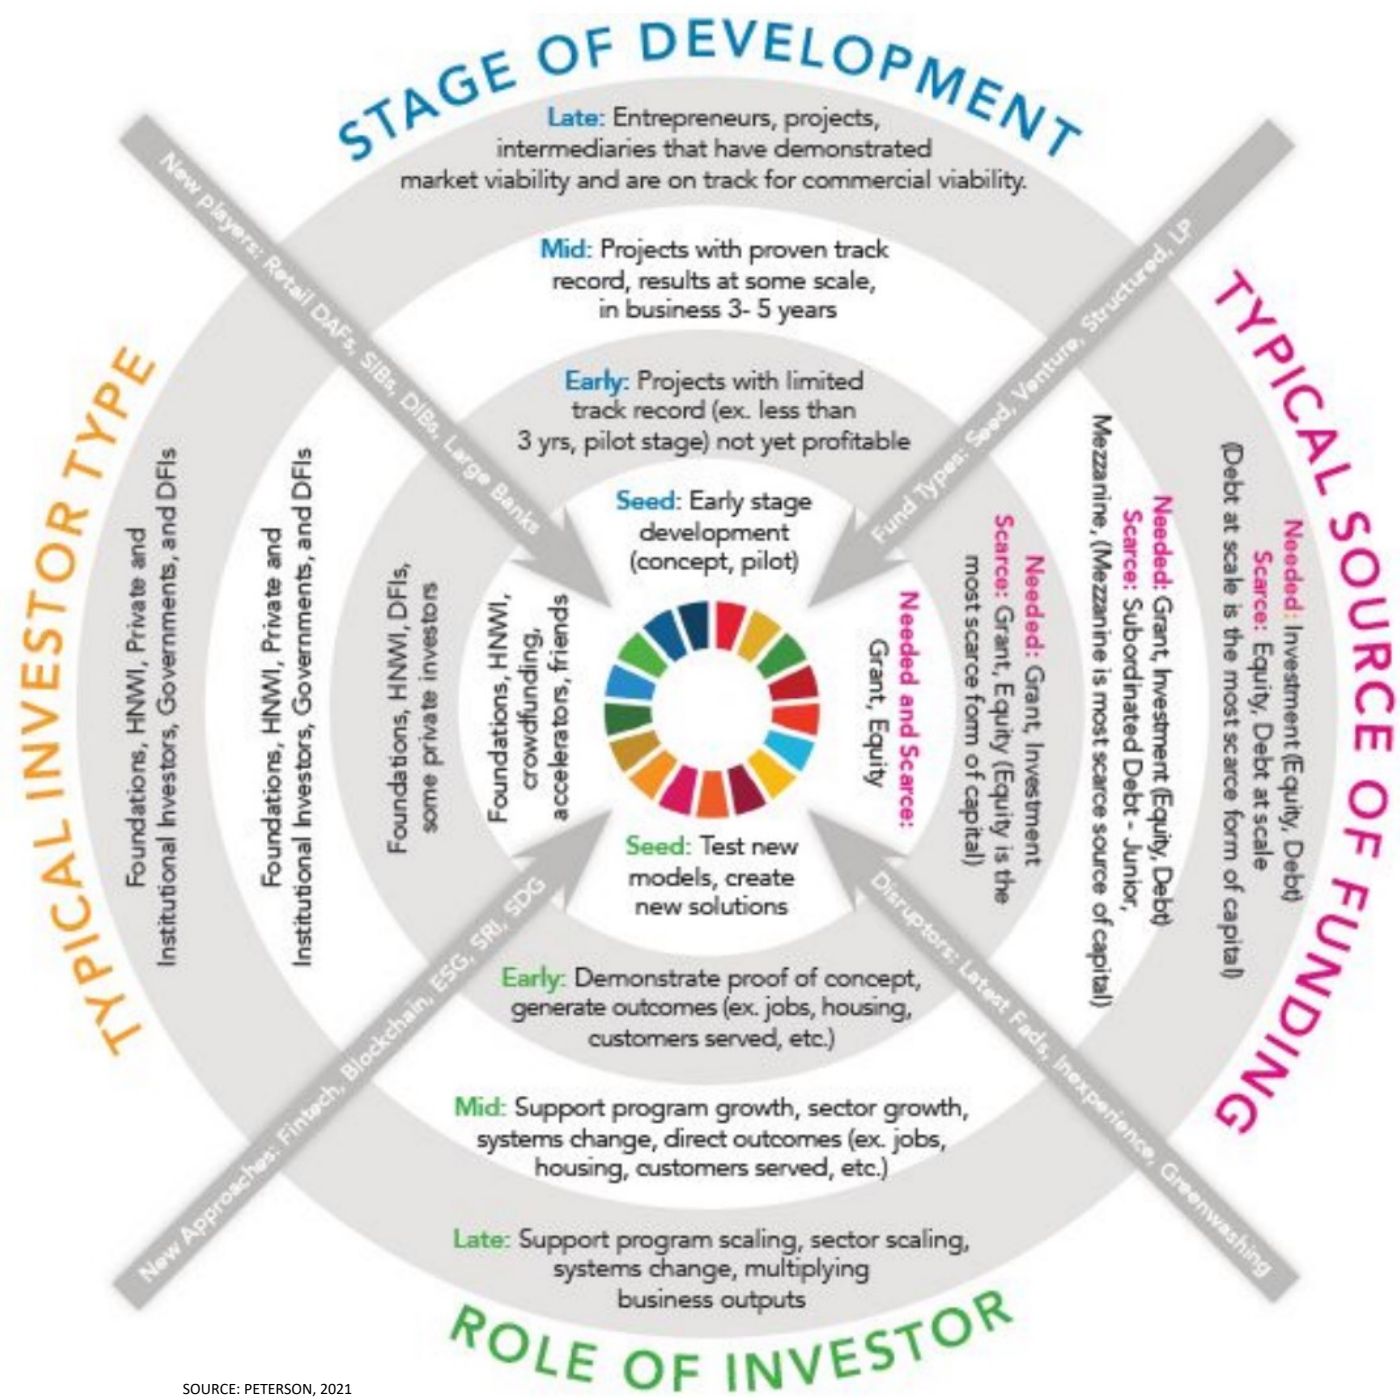 STAGE OF DEVELOPMENT
Late: Entrepreneurs, projects,
intermediaries that have demonstrated
market viability and are on track for commercial viability.
Mid: Projects with proven track
record, results at some scale,
in business 3- 5 years
Early: Projects with limited
track record (ex. less than
3 yrs, pilot stage) not yet profitable
Seed: Early stage
development
(concept, pilot)
New players: Retail DAFs, SIBs, DIBs, Large Banks
Fund Types: Seed, Venture, Structured, LP
TYPICAL INVESTOR TYPE
Foundations, HNWI, Private and
Institutional Investors, Governments, and DFIs
Foundations, HNWI, Private and
Institutional Investors, Governments, and DFIs
Foundations, HNWI, DFIs,
some private investors
Foundations, HNWI,
crowdfunding,
accelerators, friends
TYPICAL SOURCE OF FUNDING
Needed and Scarce:
Grant, Equity
Needed: Grant, Investment
Scarce: Grant, Equity (Equity is the
most scarce form of capital)
Needed: Grant, Investment (Equity, Debt)
Scarce: Subordinated Debt - Junior,
Mezzanine, (Mezzanine is most scarce source of capital)
Needed: Investment (Equity, Debt)
Scarce: Equity, Debt at scale
(Debt at scale is the most scarce form of capital)
Seed: Test new
models, create
new solutions
Early: Demonstrate proof of concept,
generate outcomes (ex. jobs, housing,
customers served, etc.)
Mid: Support program growth, sector growth,
systems change, direct outcomes (ex. jobs,
housing, customers served, etc.)
Late: Support program scaling, sector scaling,
systems change, multiplying
business outputs
New Approaches: Fintech, Blockchain, ESG, SRI, SDG
Disruptors: Latest Fads, Inexperience, Greenwashing
ROLE OF INVESTOR
SOURCE: PETERSON, 2021